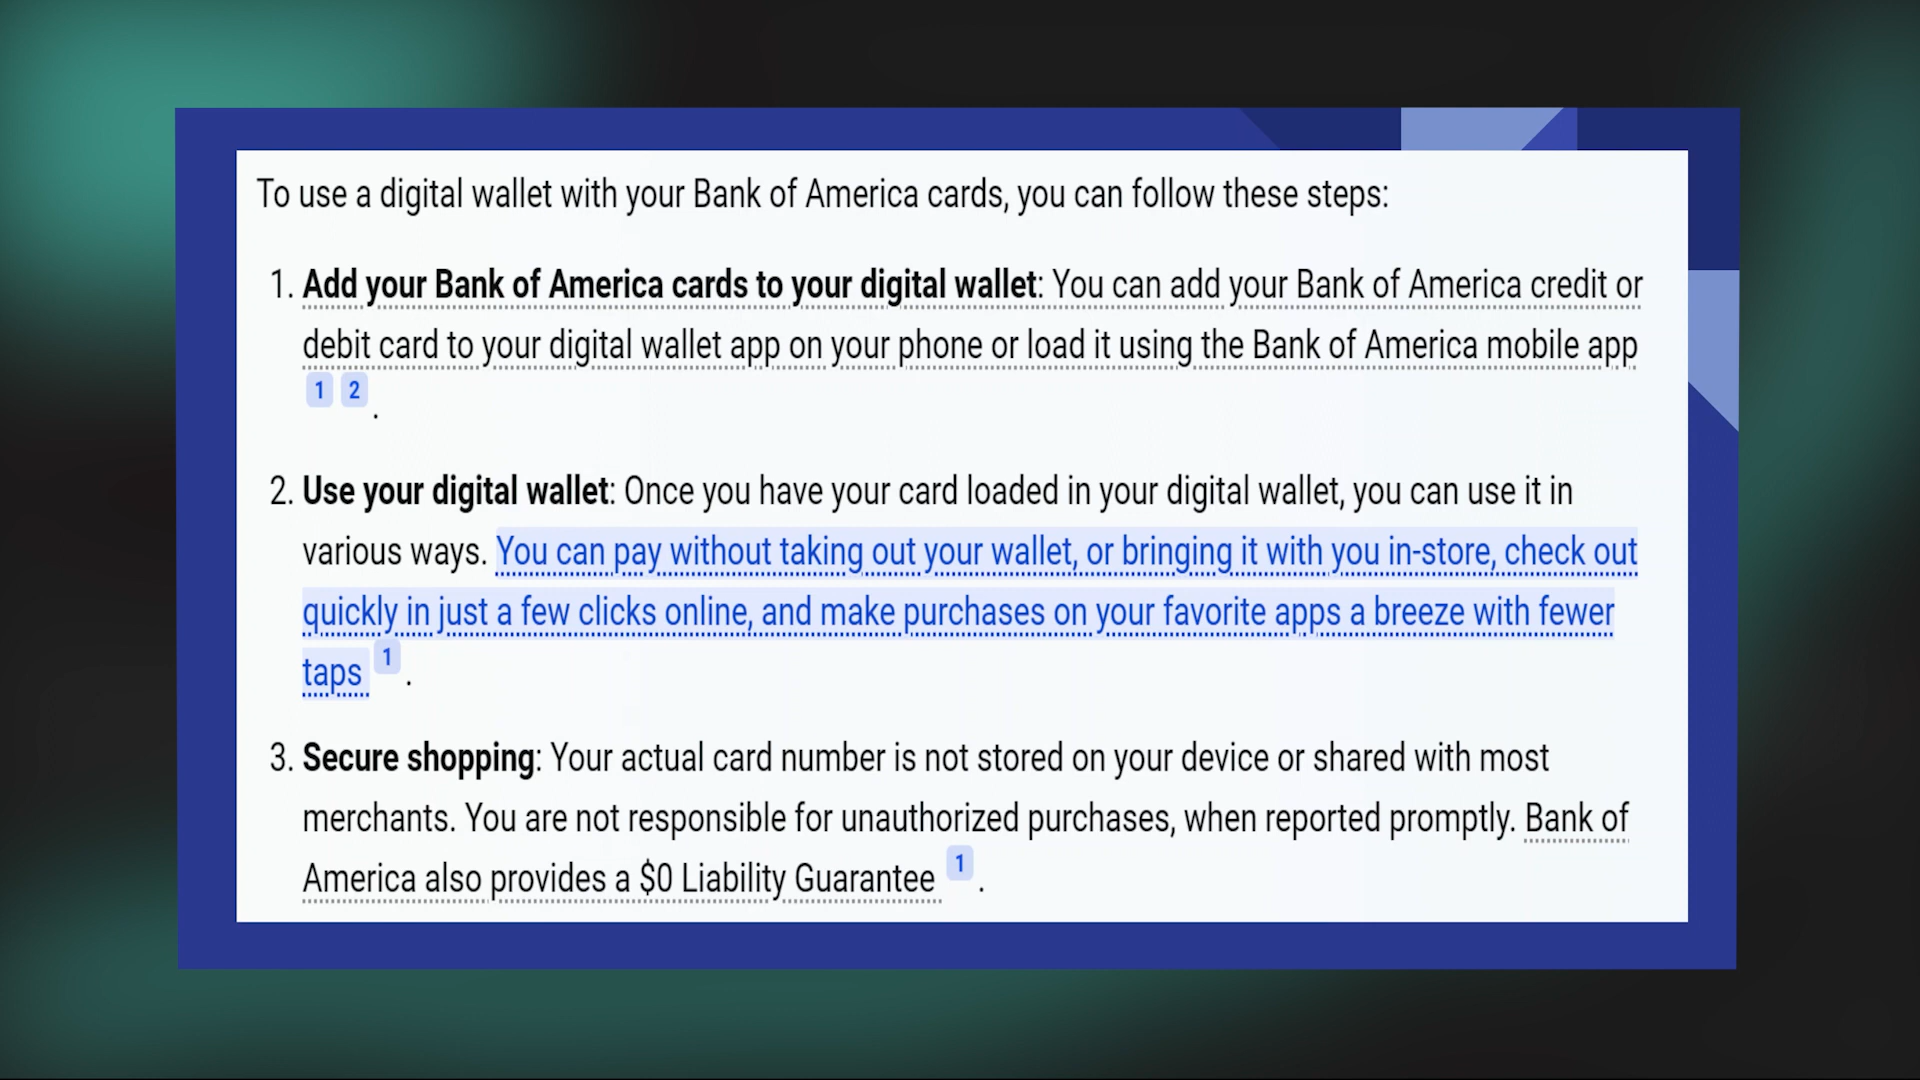 To use a digital wallet with your Bank of America cards, you can follow these steps:
1. Add your Bank of America cards to your digital wallet: You can add your Bank of America credit or
debit card to your digital wallet app on your phone or load it using the Bank of America mobile app
1 2 .
2. Use your digital wallet: Once you have your card loaded in your digital wallet, you can use it in
various ways. You can pay without taking out your wallet, or bringing it with you in-store, check out
quickly in just a few clicks online, and make purchases on your favorite apps a breeze with fewer
taps 1 .
3. Secure shopping: Your actual card number is not stored on your device or shared with most
merchants. You are not responsible for unauthorized purchases, when reported promptly. Bank of
America also provides a $0 Liability Guarantee 1 .